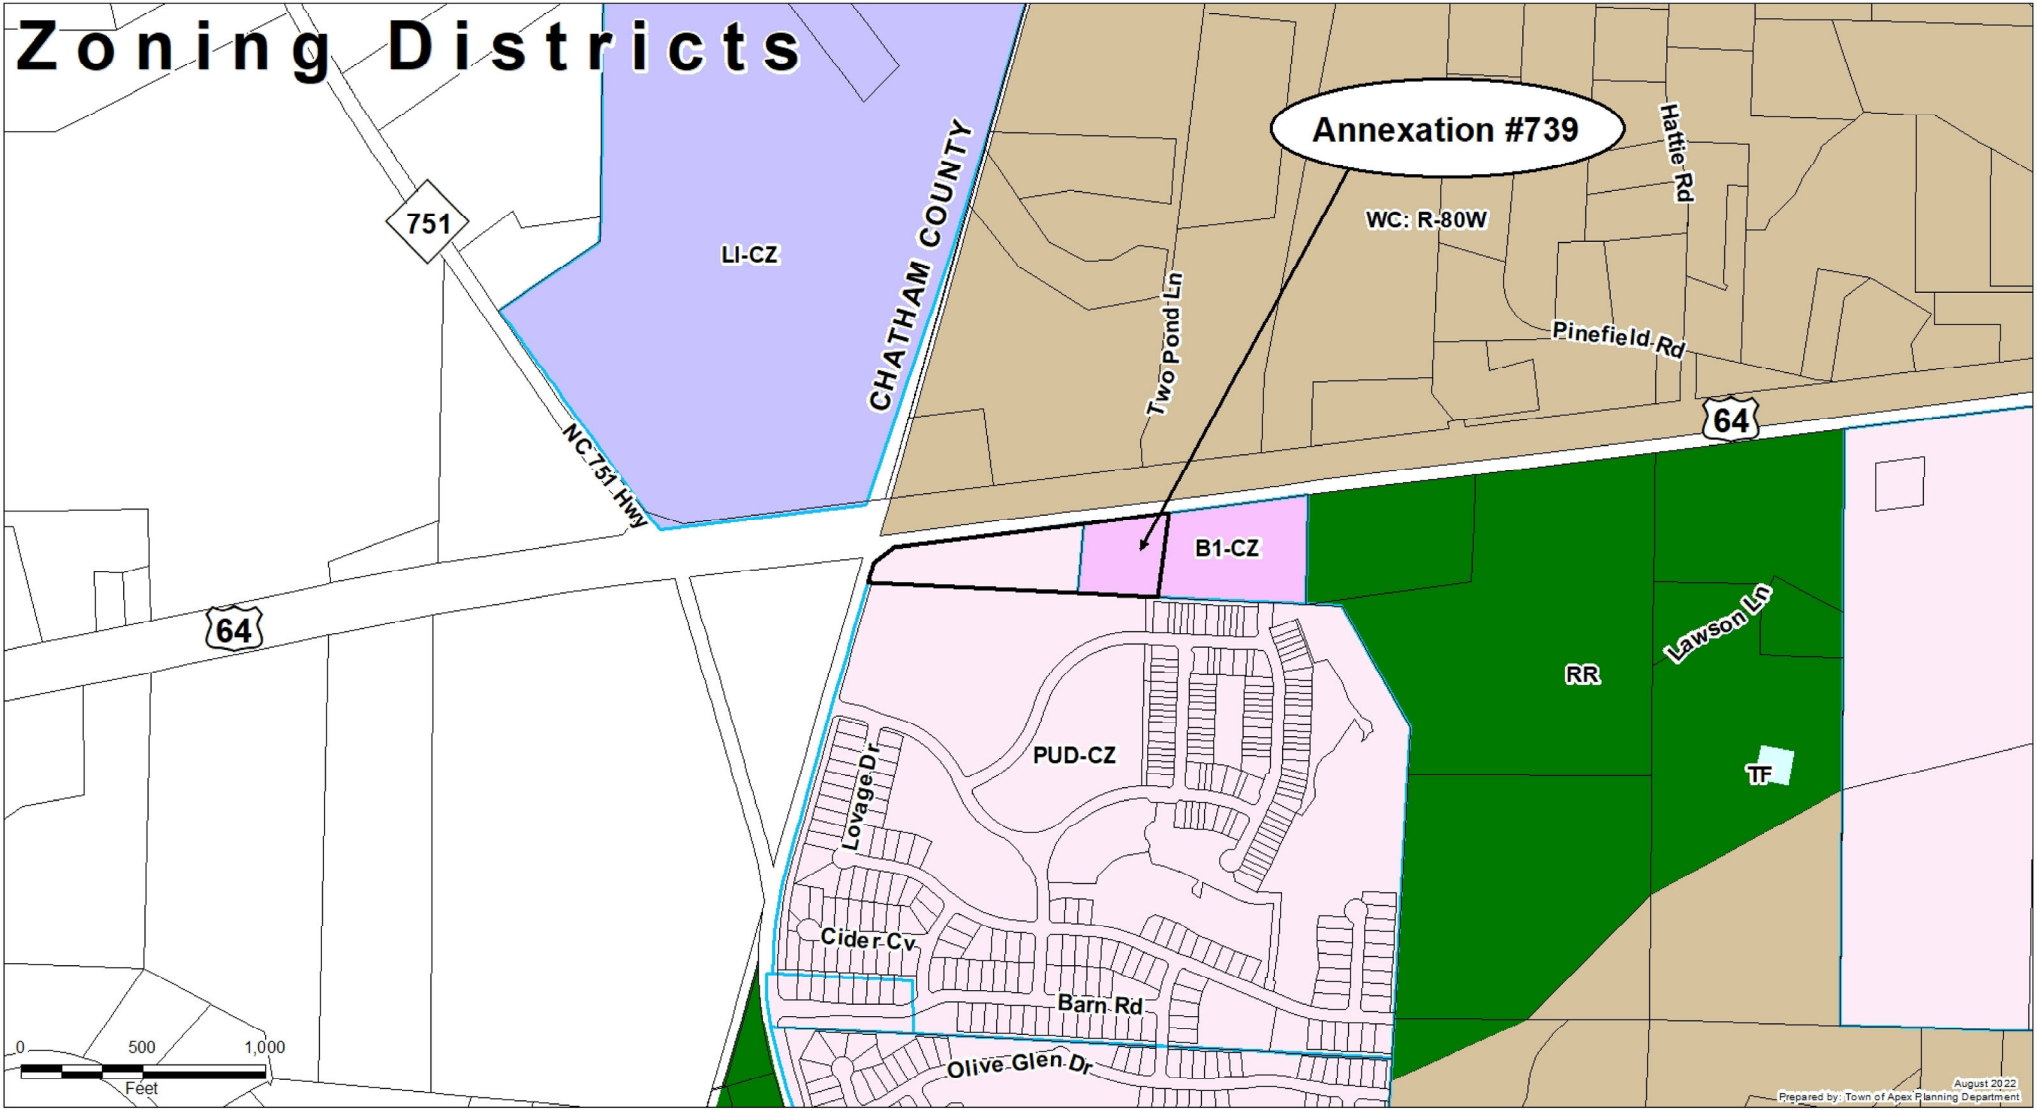 Zoning Districts
Annexation #739
Hattie Rd
751
WC: R-80W
LI-CZ
CHATHAM COUNTY
Two Pond Ln
Pinefield Rd
64
NC 751 Hwy
B1-CZ
64
Lawson Ln
RR
PUD-CZ
TF
Lovage Dr
Cider Cv
Barn Rd
Olive Glen Dr
0 500 1,000
Feet
August 2022
Prepared by: Town of Apex Planning Department